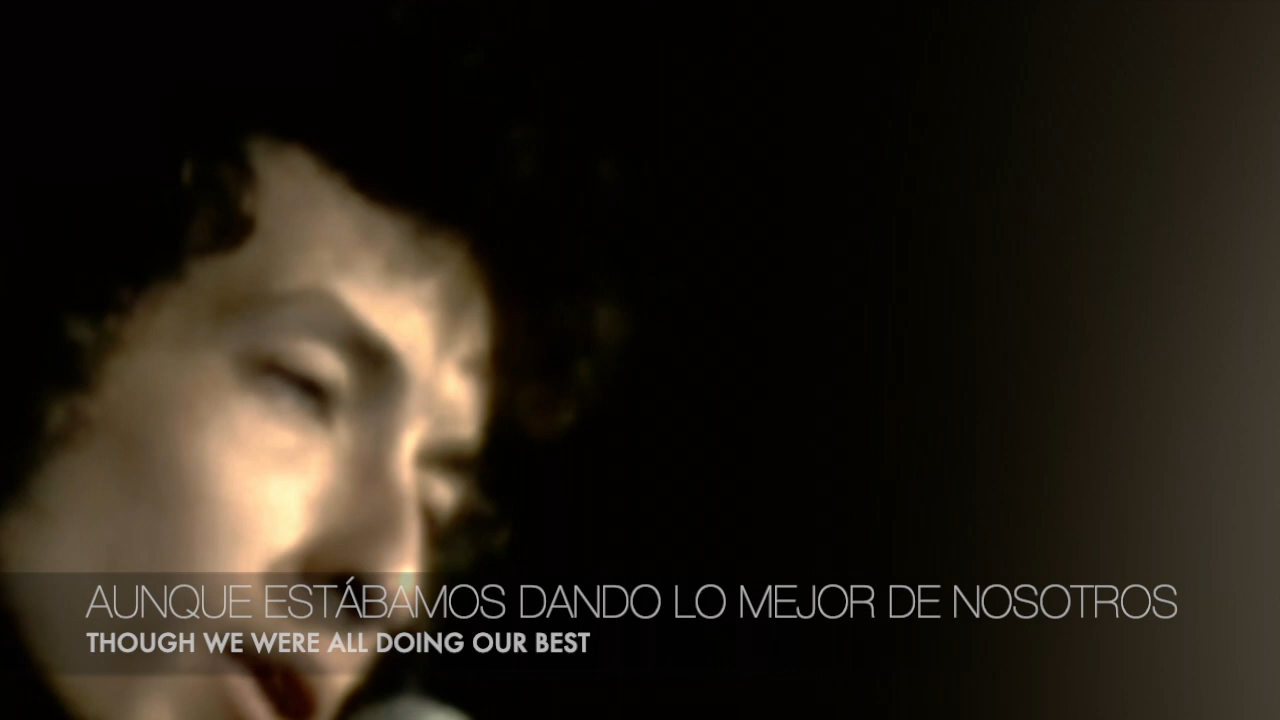 AUNQUE ESTÁBAMOS DANDO LO MEJOR DE NOSOTROS
THOUGH WE WERE ALL DOING OUR BEST